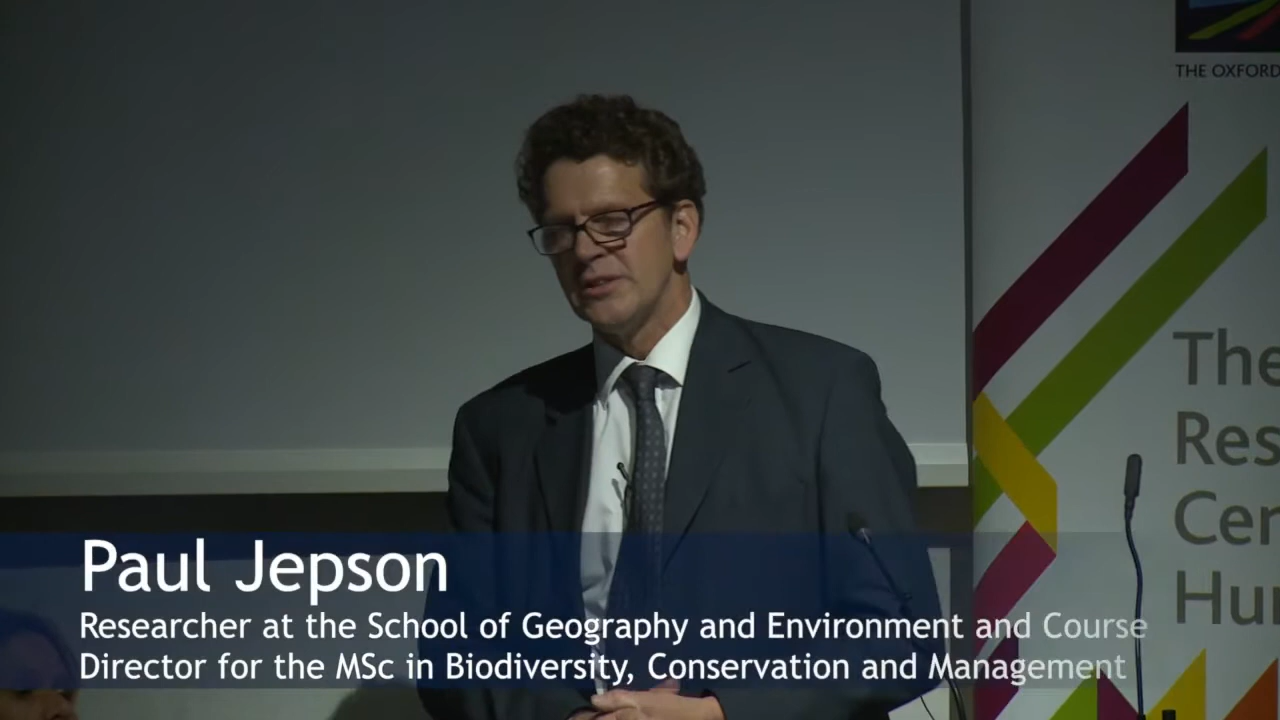 THE OXFORD
The
Res
Cen
Hu
Paul Jepson
Researcher at the School of Geography and Environment and Course
Director for the MSc in Biodiversity, Conservation and Management